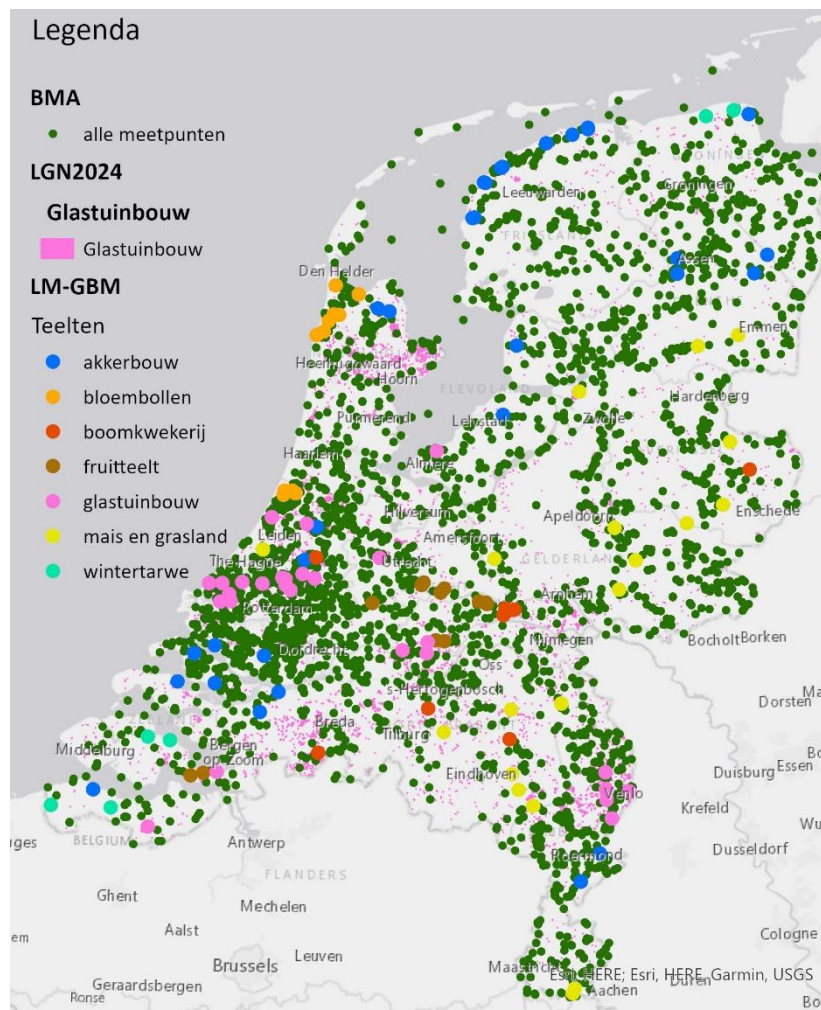 Legenda
BMA
alle meetpunten
LGN2024
Glastuinbouw
Glastuinbouw
LM-GBM
Teelten
akkerbouw
bloembollen
boomkwekerij
fruitteelt
glastuinbouw
mais en grasland
wintertarwe
GRONINGEN
Groningen
Leeuwarden
FRIESLAND
Assen
Den Helder
Emmen
Heerhugowaard
Hoorn
FLEVOLAND
Hardenberg
Purmerend
Lelystad
Zwolle
Haarlem
Almere
Hilversum
Apeldoorn
Enschede
Leiden
Amersfoort
The Hague
Utrecht
GELDERLAND
Arnhem
Rotterdam
Nijmegen
Bocholt
Borken
Dordrecht
Oss
's-Hertogenbosch
Dorsten
ZEELAND
Breda
Tilburg
Middelburg
Bergen
op Zoom
Eindhoven
Duisburg
Essen
Venlo
Krefeld
BELGIUM
Antwerp
Roermond
Dusseldorf
FLANDERS
Ghent
Mechelen
Aalst
Cologne
Leuven
Brussels
Maastricht
Esri, HERE; Esri, HERE, Garmin, USGS
Geraardsbergen
Aachen
Düren
Ronse